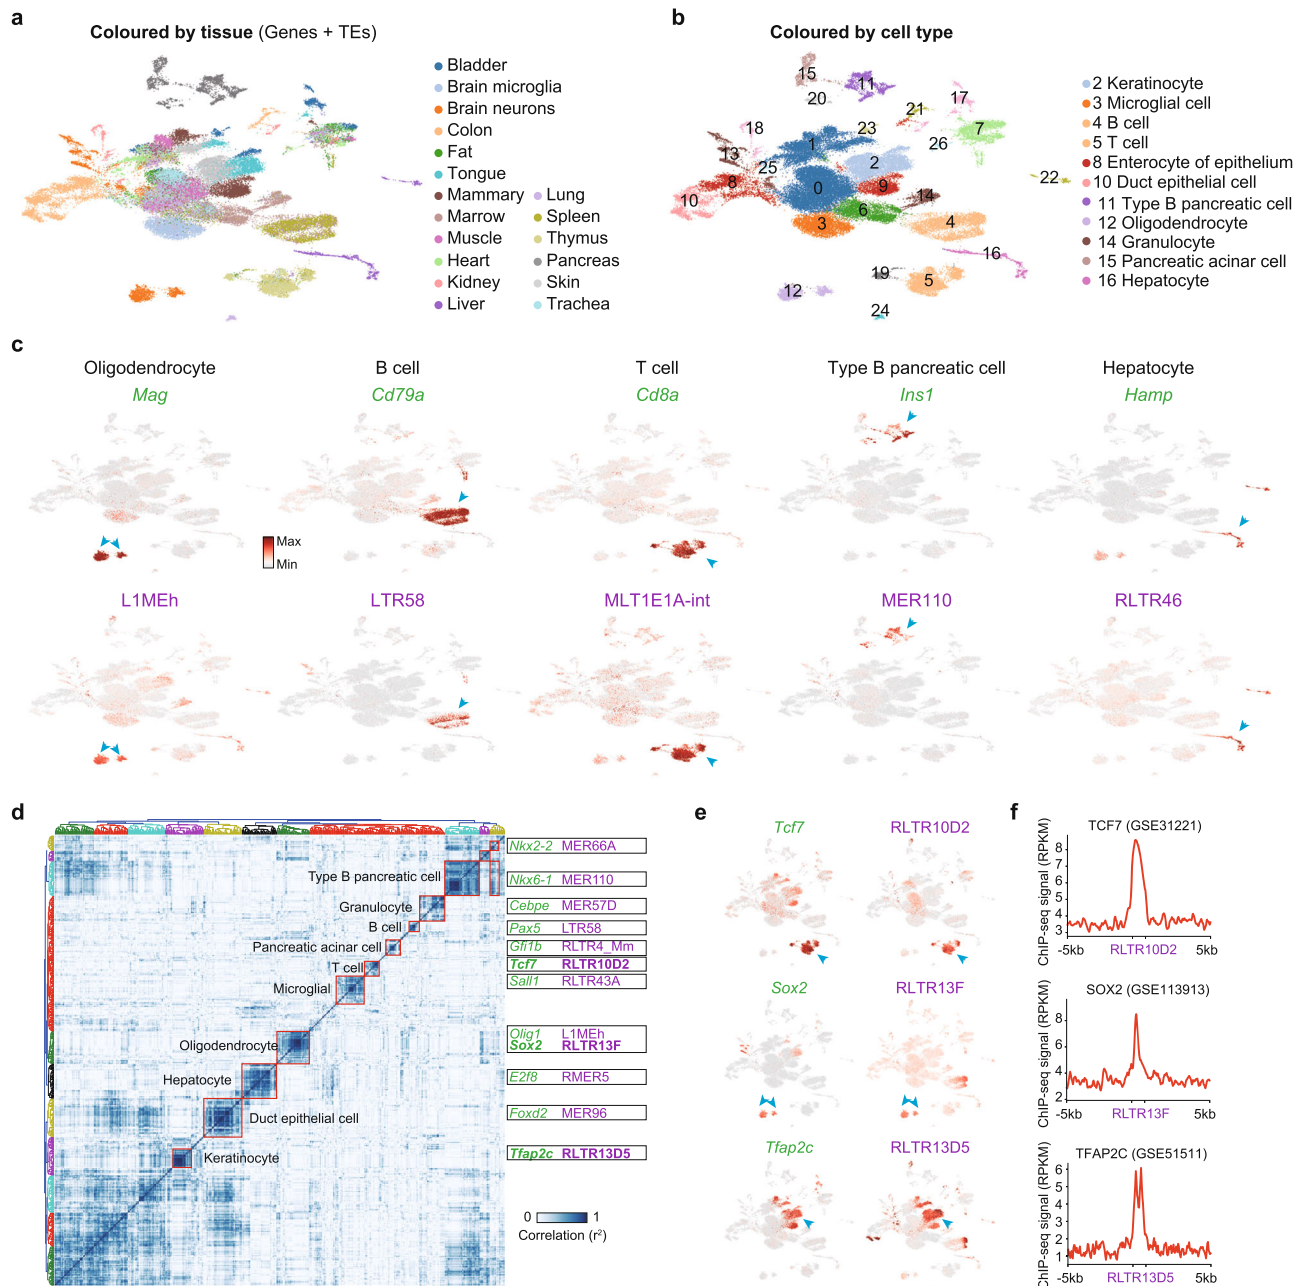 a
Coloured by tissue (Genes + TEs)
Bladder
Brain microglia
Brain neurons
Colon
Fat
Tongue
Mammary
Marrow
Muscle
Heart
Kidney
Liver
Lung
Spleen
Thymus
Pancreas
Skin
Trachea
b
Coloured by cell type
15
11
20
17
21
18
1
23
26
7
13
25
2
22
8
0
9
10
14
6
3
4
16
19
5
12
24
2 Keratinocyte
3 Microglial cell
4 B cell
5 T cell
8 Enterocyte of epithelium
10 Duct epithelial cell
11 Type B pancreatic cell
12 Oligodendrocyte
14 Granulocyte
15 Pancreatic acinar cell
16 Hepatocyte
c
Oligodendrocyte
B cell
T cell
Type B pancreatic cell
Hepatocyte
Mag
Cd79a
Cd8a
Ins1
Hamp
Max
Min
L1MEh
LTR58
MLT1E1A-int
MER110
RLTR46
d
Type B pancreatic cell
Granulocyte
B cell
Pancreatic acinar cell
T cell
Microglial
Oligodendrocyte
Hepatocyte
Duct epithelial cell
Keratinocyte
Nkx2-2 MER66A
Nkx6-1 MER110
Cebpe MER57D
Pax5 LTR58
Gfi1b RLTR4_Mm
Tcf7 RLTR10D2
Sall1 RLTR43A
Olig1 L1MEh
Sox2 RLTR13F
E2f8 RMER5
Foxd2 MER96
Tfap2c RLTR13D5
0 1
Correlation (r²)
e
Tcf7 RLTR10D2
Sox2 RLTR13F
Tfap2c RLTR13D5
f
TCF7 (GSE31221)
ChIP-seq signal (RPKM)
8
7
6
5
4
3
-5kb RLTR10D2 5kb
SOX2 (GSE113913)
ChIP-seq signal (RPKM)
8
6
4
2
-5kb RLTR13F 5kb
TFAP2C (GSE51511)
ChIP-seq signal (RPKM)
6
5
4
3
2
1
-5kb RLTR13D5 5kb